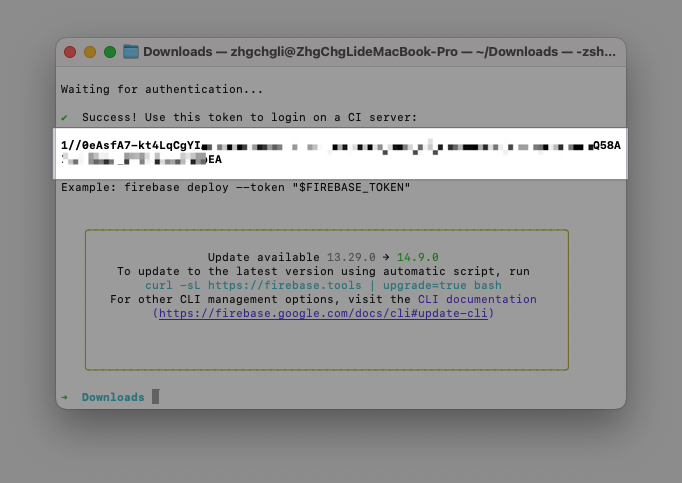 Downloads — zhgchgli@ZhgChgLideMacBook-Pro — ~/Downloads — -zsh...
Waiting for authentication...
✔ Success! Use this token to login on a CI server:
1//0eAsfA7-kt4LqCgYI Q58A
EA
Example: firebase deploy --token "$FIREBASE_TOKEN"
Update available 13.29.0 → 14.9.0
To update to the latest version using automatic script, run
curl -sL https://firebase.tools | upgrade=true bash
For other CLI management options, visit the CLI documentation
(https://firebase.google.com/docs/cli#update-cli)
➜ Downloads